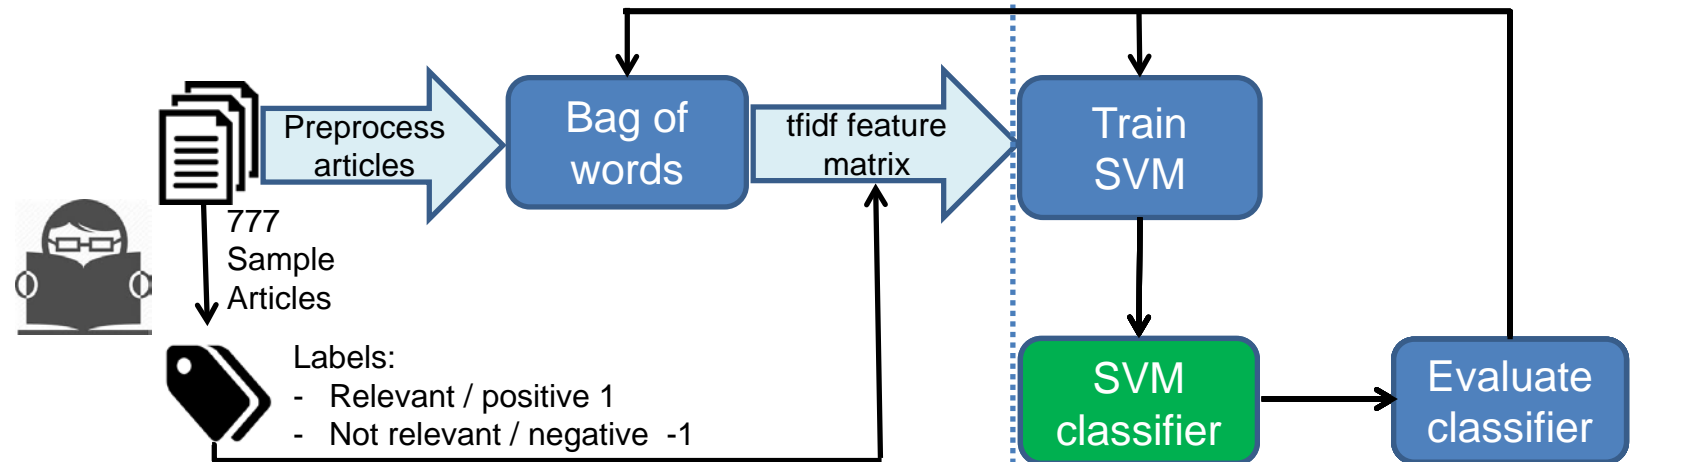 Preprocess
articles
Bag of
words
tfidf feature
matrix
Train
SVM
777
Sample
Articles
Labels:
- Relevant / positive 1
- Not relevant / negative -1
SVM
classifier
Evaluate
classifier